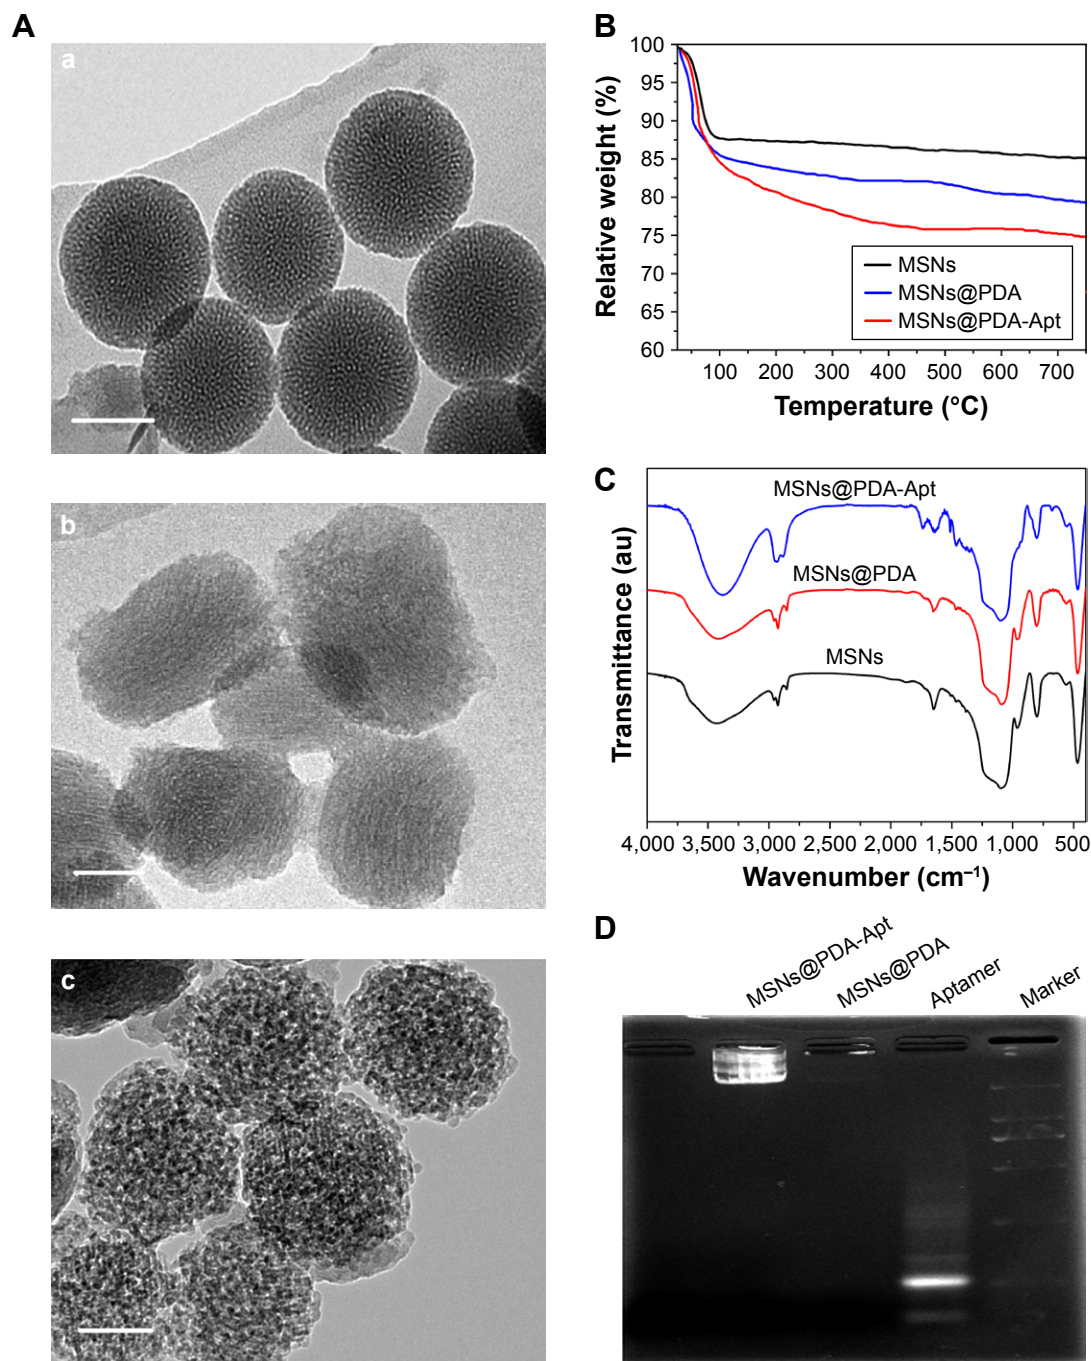 A
a
b
c
B
100
95
90
85
80
75
70
65
60
Relative weight (%)
MSNs
MSNs@PDA
MSNs@PDA-Apt
100 200 300 400 500 600 700
Temperature (°C)
C
MSNs@PDA-Apt
MSNs@PDA
MSNs
Transmittance (au)
4,000 3,500 3,000 2,500 2,000 1,500 1,000 500
Wavenumber (cm⁻¹)
D
MSNs@PDA-Apt
MSNs@PDA
Aptamer
Marker